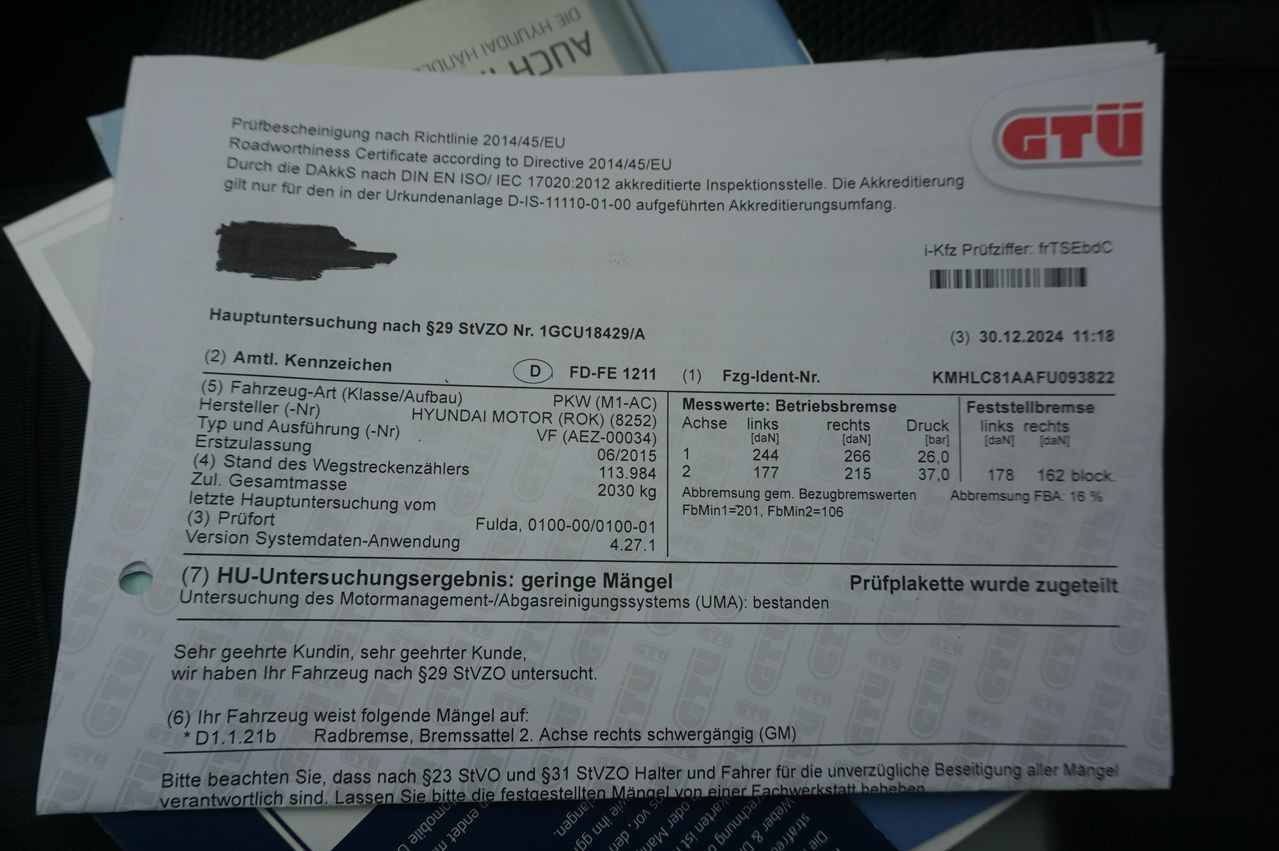 DIE HYUNDAI HÄNDLE
AUCH
GTÜ
Prüfbescheinigung nach Richtlinie 2014/45/EU
Roadworthiness Certificate according to Directive 2014/45/EU
Durch die DAkkS nach DIN EN ISO/ IEC 17020:2012 akkreditierte Inspektionsstelle. Die Akkreditierung
gilt nur für den in der Urkundenanlage D-IS-11110-01-00 aufgeführten Akkreditierungsumfang.
i-Kfz Prüfziffer: frTSEbdC
Hauptuntersuchung nach §29 StVZO Nr. 1GCU18429/A (3) 30.12.2024 11:18
(2) Amtl. Kennzeichen D FD-FE 1211 (1) Fzg-Ident-Nr. KMHLC81AAFU093822
(5) Fahrzeug-Art (Klasse/Aufbau) PKW (M1-AC)
Hersteller (-Nr) HYUNDAI MOTOR (ROK) (8252)
Typ und Ausführung (-Nr) VF (AEZ-00034)
Erstzulassung 06/2015
(4) Stand des Wegstreckenzählers 113.984
Zul. Gesamtmasse 2030 kg
letzte Hauptuntersuchung vom
(3) Prüfort Fulda, 0100-00/0100-01
Version Systemdaten-Anwendung 4.27.1
Messwerte: Betriebsbremse Feststellbremse
Achse links rechts Druck links rechts
[daN] [daN] [bar] [daN] [daN]
1 244 266 26,0
2 177 215 37,0 178 162 block.
Abbremsung gem. Bezugbremswerten Abbremsung FBA: 16 %
FbMin1=201, FbMin2=106
(7) HU-Untersuchungsergebnis: geringe Mängel Prüfplakette wurde zugeteilt
Untersuchung des Motormanagement-/Abgasreinigungssystems (UMA): bestanden
Sehr geehrte Kundin, sehr geehrter Kunde,
wir haben Ihr Fahrzeug nach §29 StVZO untersucht.
(6) Ihr Fahrzeug weist folgende Mängel auf:
* D1.1.21b Radbremse, Bremssattel 2. Achse rechts schwergängig (GM)
Bitte beachten Sie, dass nach §23 StVO und §31 StVZO Halter und Fahrer für die unverzügliche Beseitigung aller Mängel
verantwortlich sind. Lassen Sie bitte die festgestellten Mängel von einer Fachwerkstatt beheben